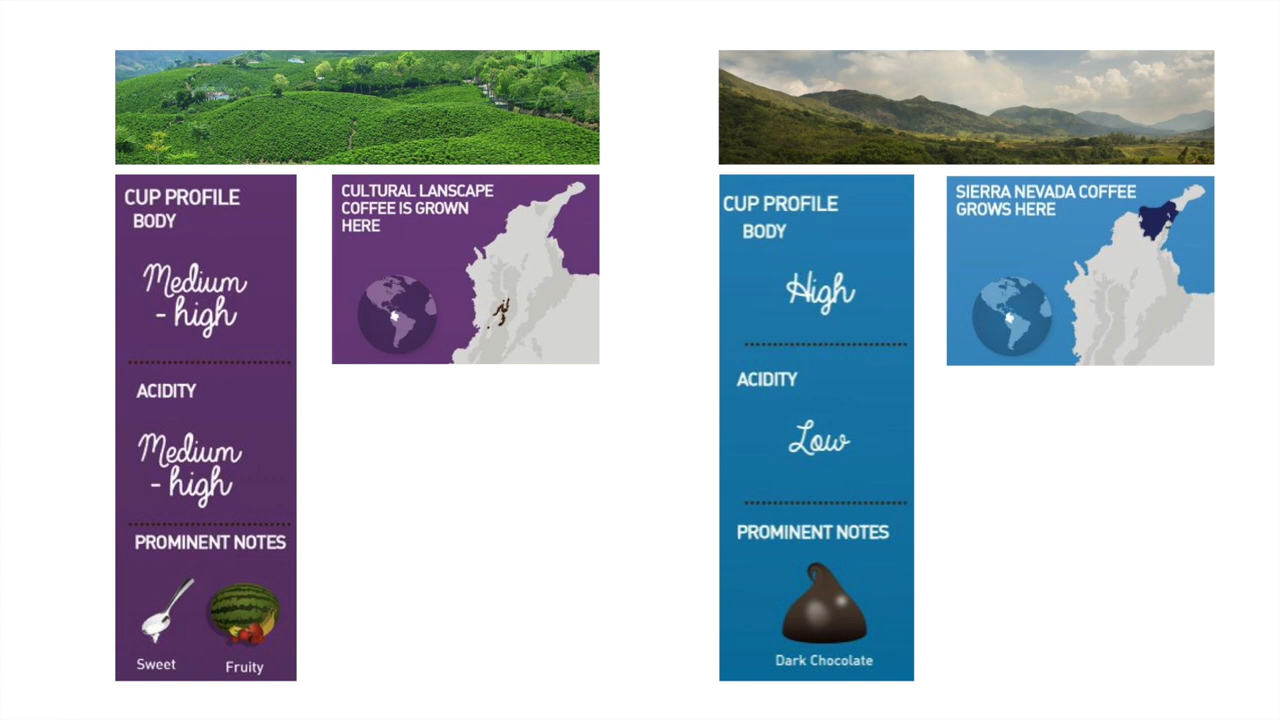 CUP PROFILE
BODY
Medium
- high
ACIDITY
Medium
- high
PROMINENT NOTES
Sweet
Fruity
CULTURAL LANSCAPE
COFFEE IS GROWN
HERE
CUP PROFILE
BODY
High
ACIDITY
Low
PROMINENT NOTES
Dark Chocolate
SIERRA NEVADA COFFEE
GROWS HERE